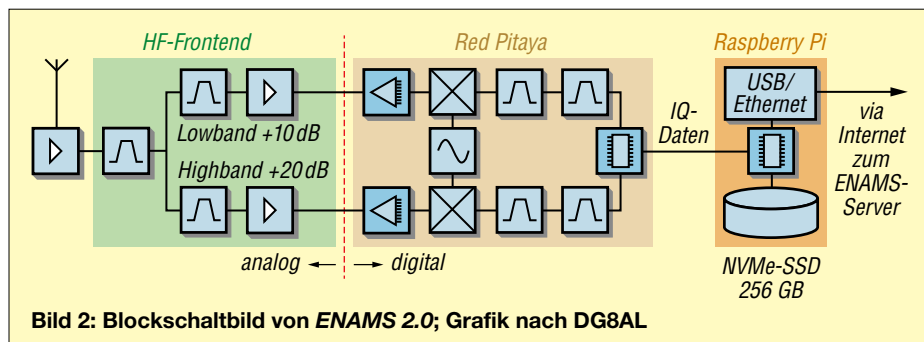 HF-Frontend
Red Pitaya
Raspberry Pi
Lowband +10 dB
Highband +20 dB
analog
digital
IQ-
Daten
USB/
Ethernet
via
Internet
zum
ENAMS-
Server
NVMe-SSD
256 GB
Bild 2: Blockschaltbild von ENAMS 2.0; Grafik nach DG8AL